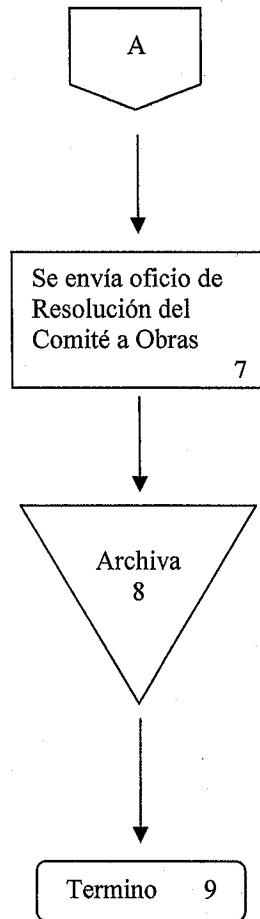 A
Se envía oficio de
Resolución del
Comité a Obras
7
Archiva
8
Termino 9